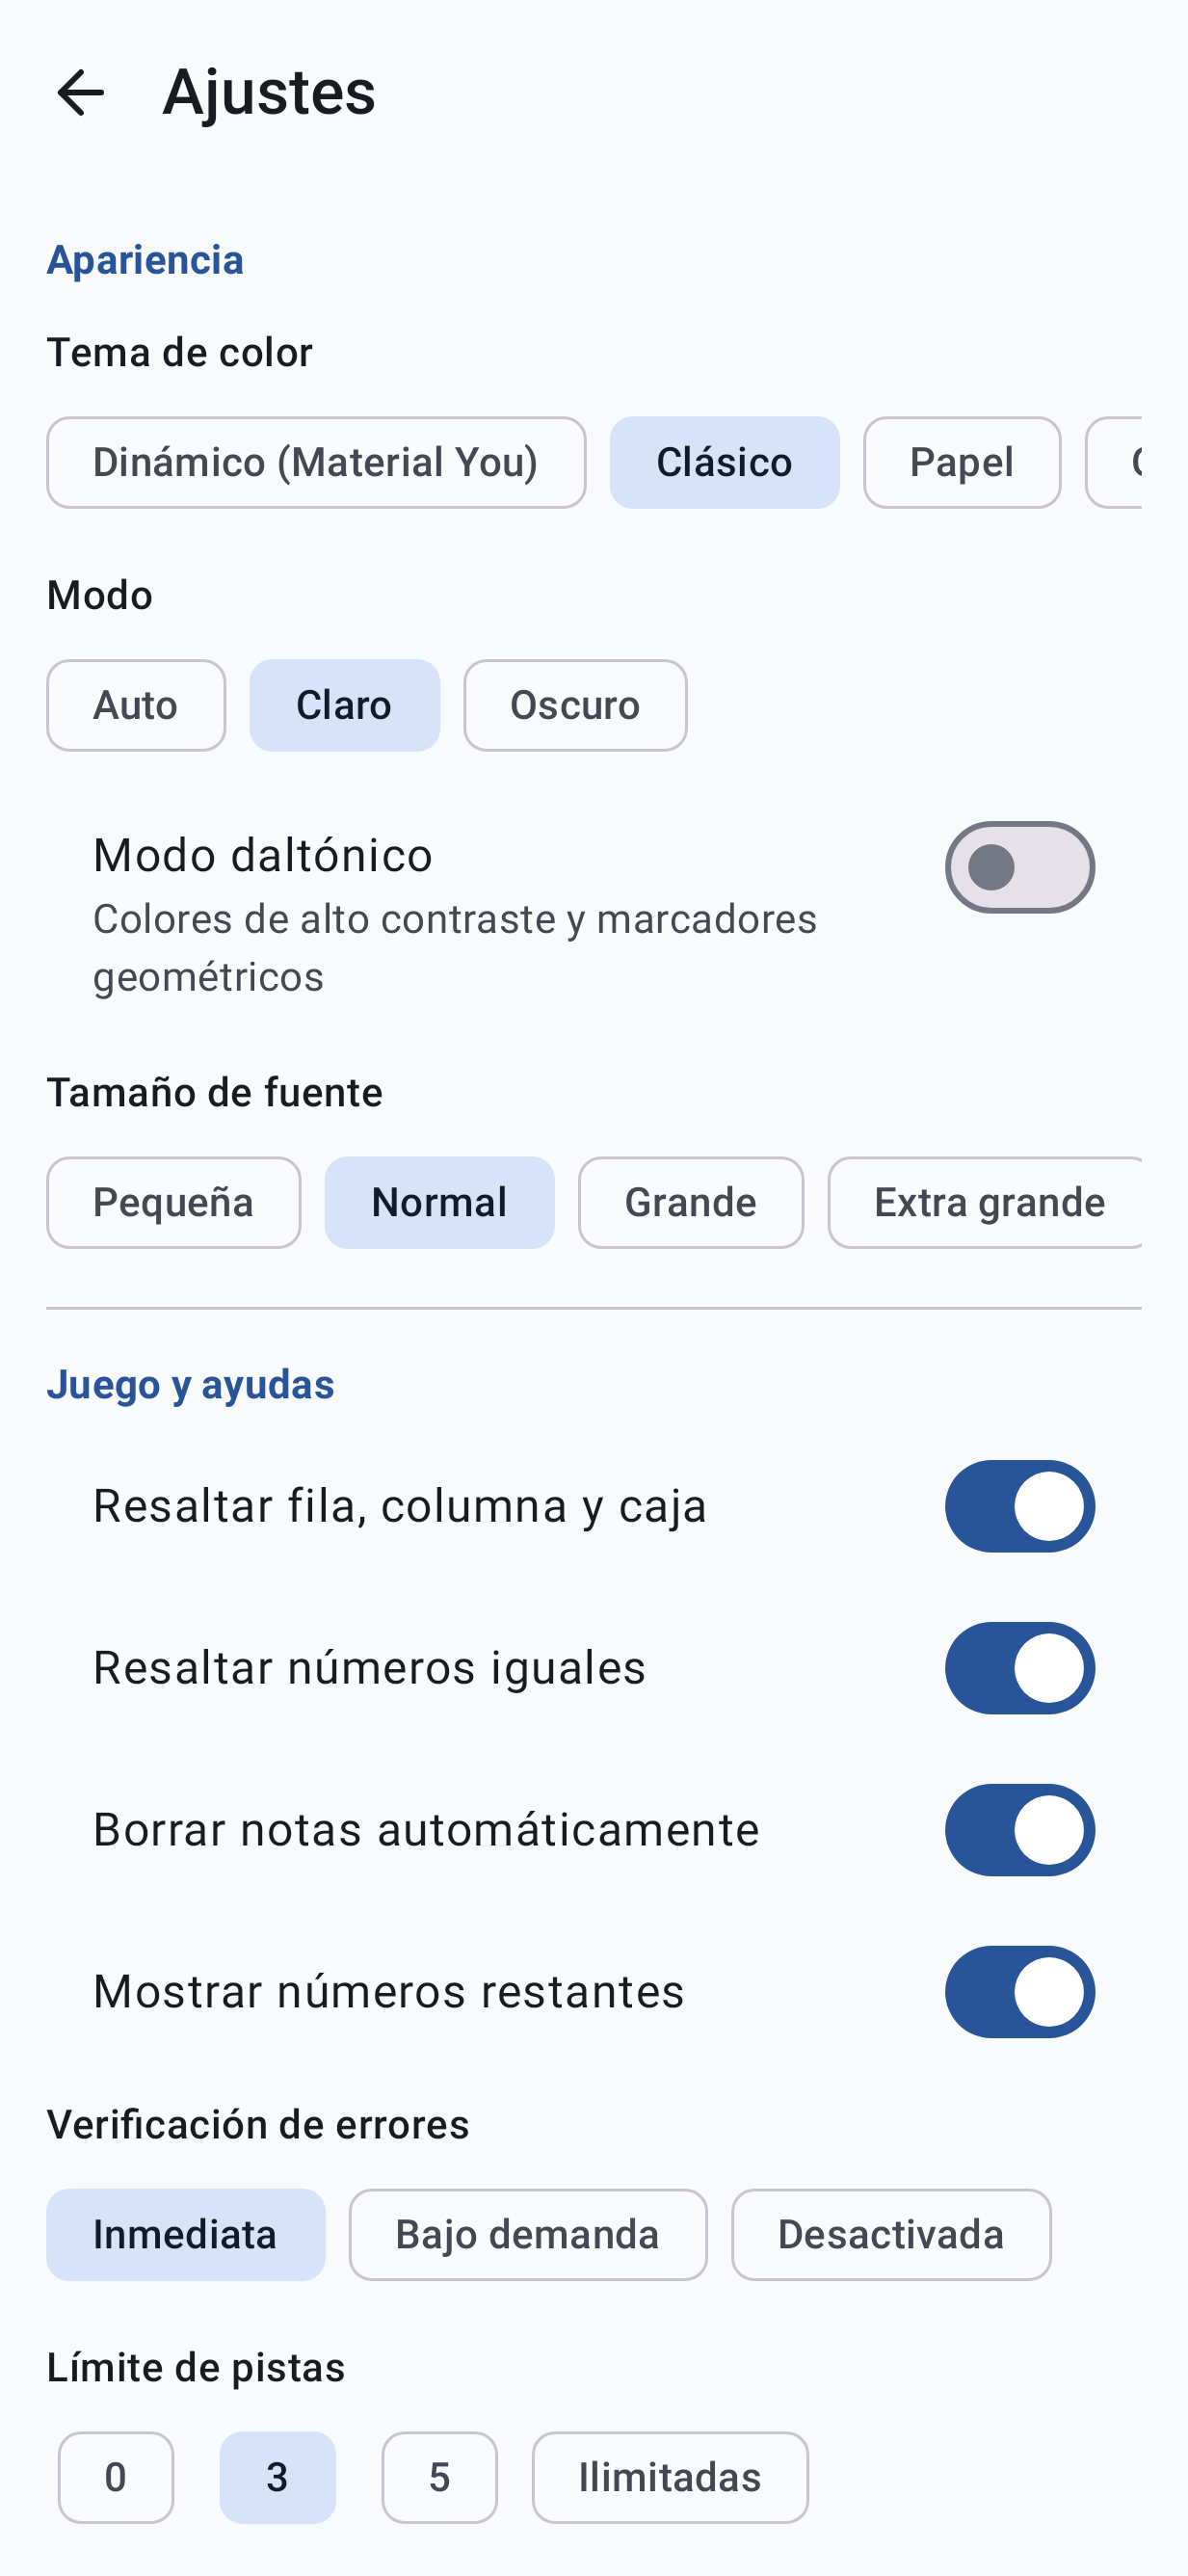 Ajustes
Apariencia
Tema de color
Dinámico (Material You) Clásico Papel
Modo
Auto Claro Oscuro
Modo daltónico
Colores de alto contraste y marcadores
geométricos
Tamaño de fuente
Pequeña Normal Grande Extra grande
Juego y ayudas
Resaltar fila, columna y caja
Resaltar números iguales
Borrar notas automáticamente
Mostrar números restantes
Verificación de errores
Inmediata Bajo demanda Desactivada
Límite de pistas
0 3 5 Ilimitadas